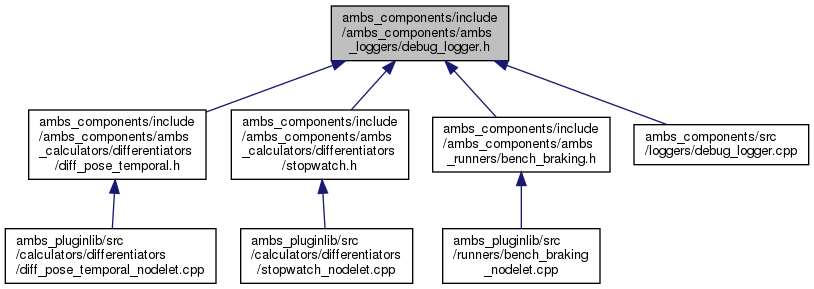 ambs_components/include
/ambs_components/ambs
_loggers/debug_logger.h
ambs_components/include
/ambs_components/ambs
_calculators/differentiators
/diff_pose_temporal.h
ambs_components/include
/ambs_components/ambs
_calculators/differentiators
/stopwatch.h
ambs_components/include
/ambs_components/ambs
_runners/bench_braking.h
ambs_components/src
/loggers/debug_logger.cpp
ambs_pluginlib/src
/calculators/differentiators
/diff_pose_temporal_nodelet.cpp
ambs_pluginlib/src
/calculators/differentiators
/stopwatch_nodelet.cpp
ambs_pluginlib/src
/runners/bench_braking
_nodelet.cpp